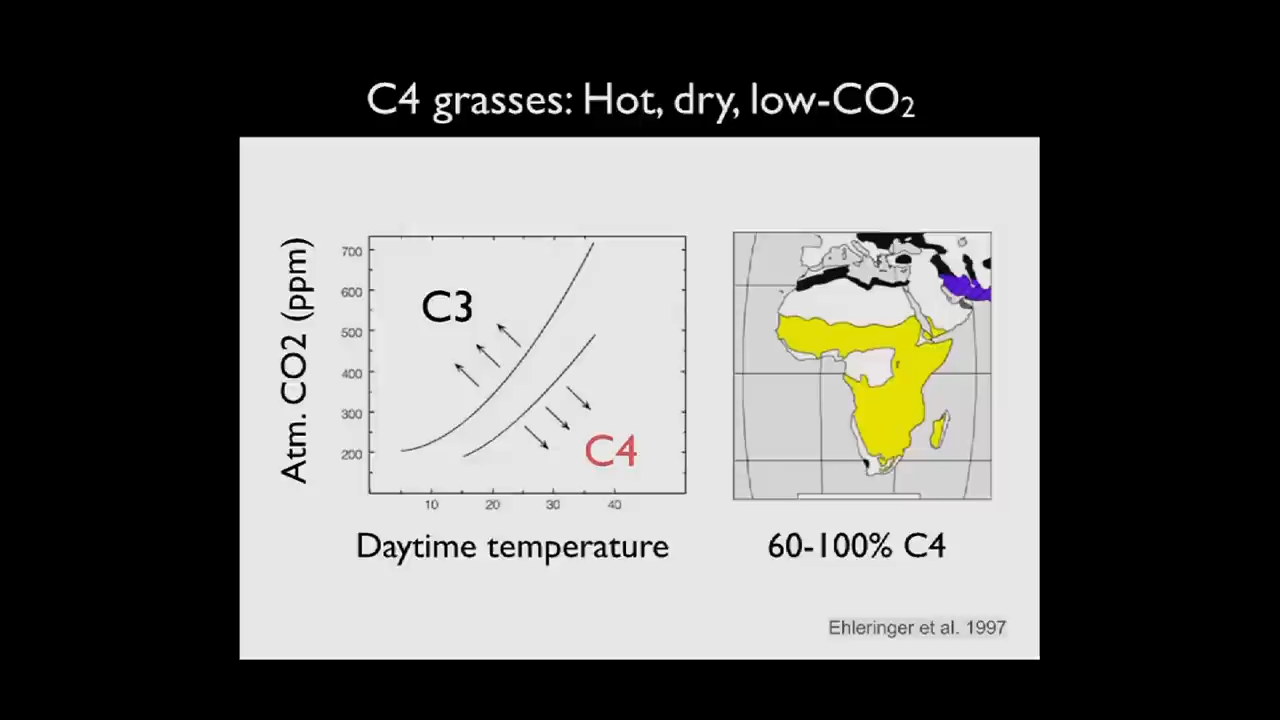 C4 grasses: Hot, dry, low-CO₂
Atm. CO2 (ppm)
700
600
500
400
300
200
C3
C4
10 20 30 40
Daytime temperature
60-100% C4
Ehleringer et al. 1997